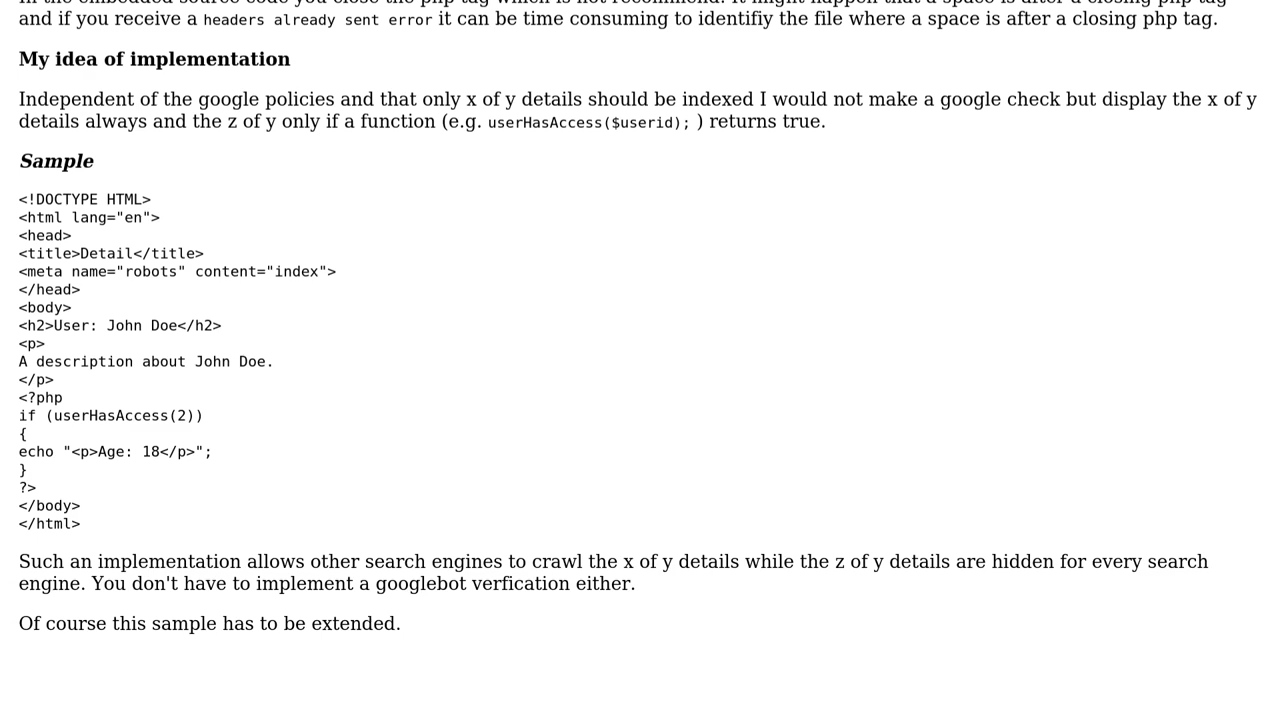 and if you receive a headers already sent error it can be time consuming to identifiy the file where a space is after a closing php tag.
My idea of implementation
Independent of the google policies and that only x of y details should be indexed I would not make a google check but display the x of y
details always and the z of y only if a function (e.g. userHasAccess($userid); ) returns true.
Sample
<!DOCTYPE HTML>
<html lang="en">
<head>
<title>Detail</title>
<meta name="robots" content="index">
</head>
<body>
<h2>User: John Doe</h2>
<p>
A description about John Doe.
</p>
<?php
if (userHasAccess(2))
{
echo "<p>Age: 18</p>";
}
?>
</body>
</html>
Such an implementation allows other search engines to crawl the x of y details while the z of y details are hidden for every search
engine. You don't have to implement a googlebot verfication either.
Of course this sample has to be extended.